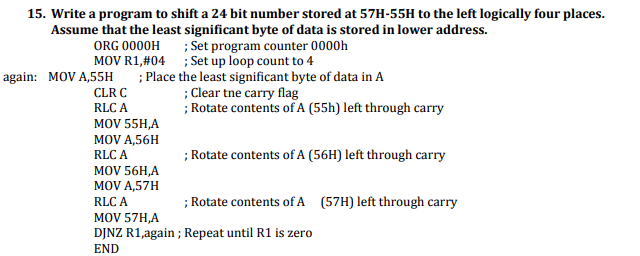 15. Write a program to shift a 24 bit number stored at 57H-55H to the left logically four places.
Assume that the least significant byte of data is stored in lower address.
ORG 0000H ; Set program counter 0000h
MOV R1,#04 ; Set up loop count to 4
again: MOV A,55H ; Place the least significant byte of data in A
CLR C ; Clear tne carry flag
RLC A ; Rotate contents of A (55h) left through carry
MOV 55H,A
MOV A,56H
RLC A ; Rotate contents of A (56H) left through carry
MOV 56H,A
MOV A,57H
RLC A ; Rotate contents of A (57H) left through carry
MOV 57H,A
DJNZ R1,again ; Repeat until R1 is zero
END